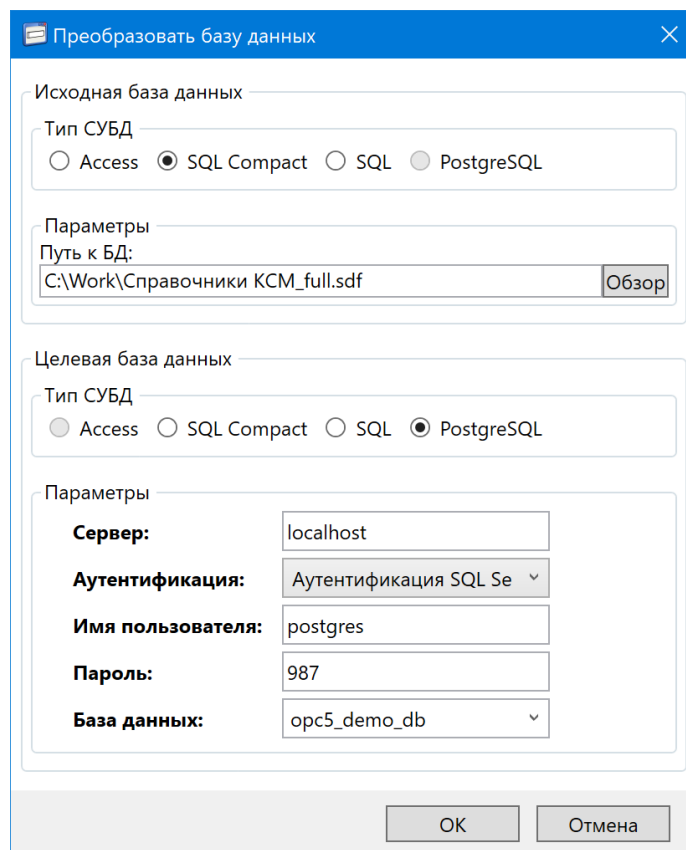 Преобразовать базу данных
Исходная база данных
Тип СУБД
Access SQL Compact SQL PostgreSQL
Параметры
Путь к БД:
C:\Work\Справочники КСМ_full.sdf Обзор
Целевая база данных
Тип СУБД
Access SQL Compact SQL PostgreSQL
Параметры
Сервер: localhost
Аутентификация: Аутентификация SQL Se
Имя пользователя: postgres
Пароль: 987
База данных: opc5_demo_db
ОК Отмена